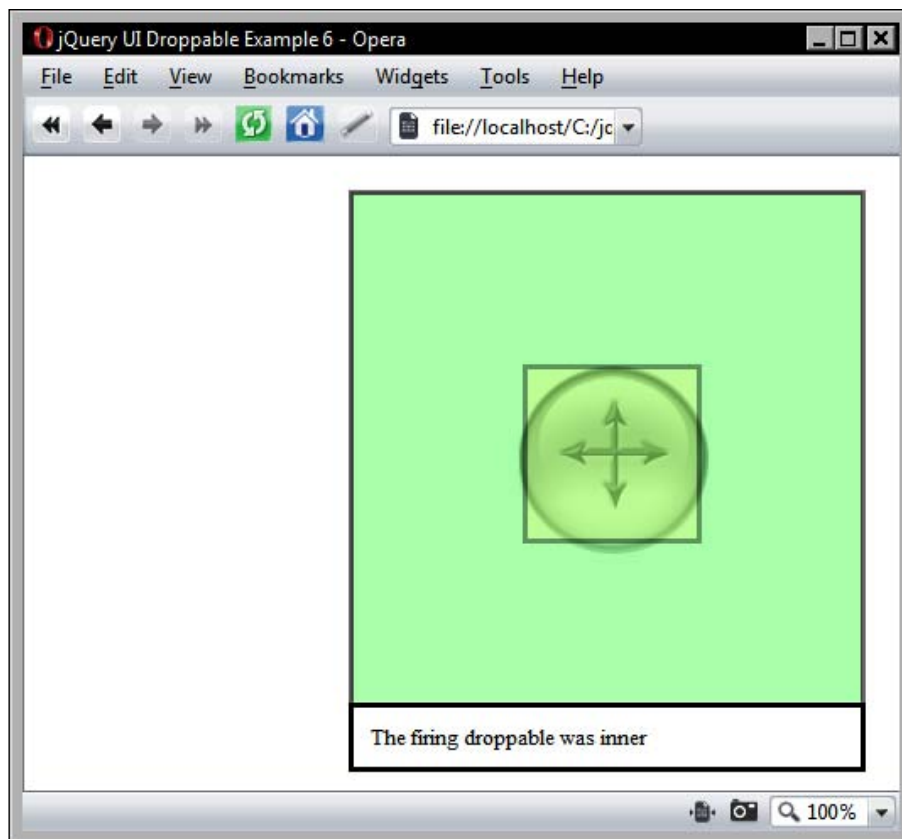 jQuery UI Droppable Example 6 - Opera
File Edit View Bookmarks Widgets Tools Help
file://localhost/C:/jc
The firing droppable was inner
100%